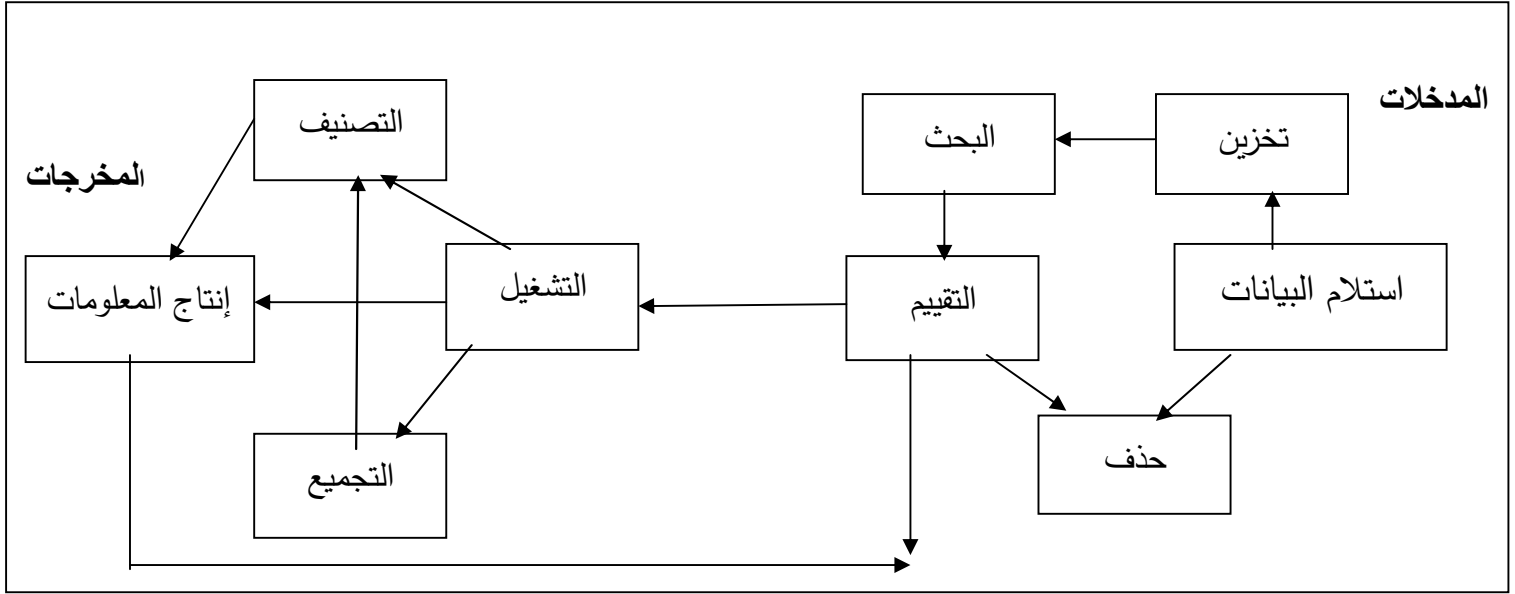 المدخلات
تخزين
البحث
التصنيف
المخرجات
استلام البيانات
التقييم
التشغيل
إنتاج المعلومات
حذف
التجميع